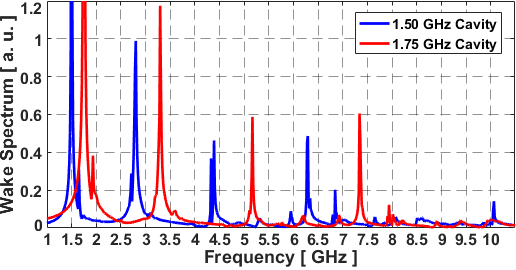 1.50 GHz Cavity
1.75 GHz Cavity
Wake Spectrum [ a. u. ]
1.2
1
0.8
0.6
0.4
0.2
0
1 1.5 2 2.5 3 3.5 4 4.5 5 5.5 6 6.5 7 7.5 8 8.5 9 9.5 10
Frequency [ GHz ]